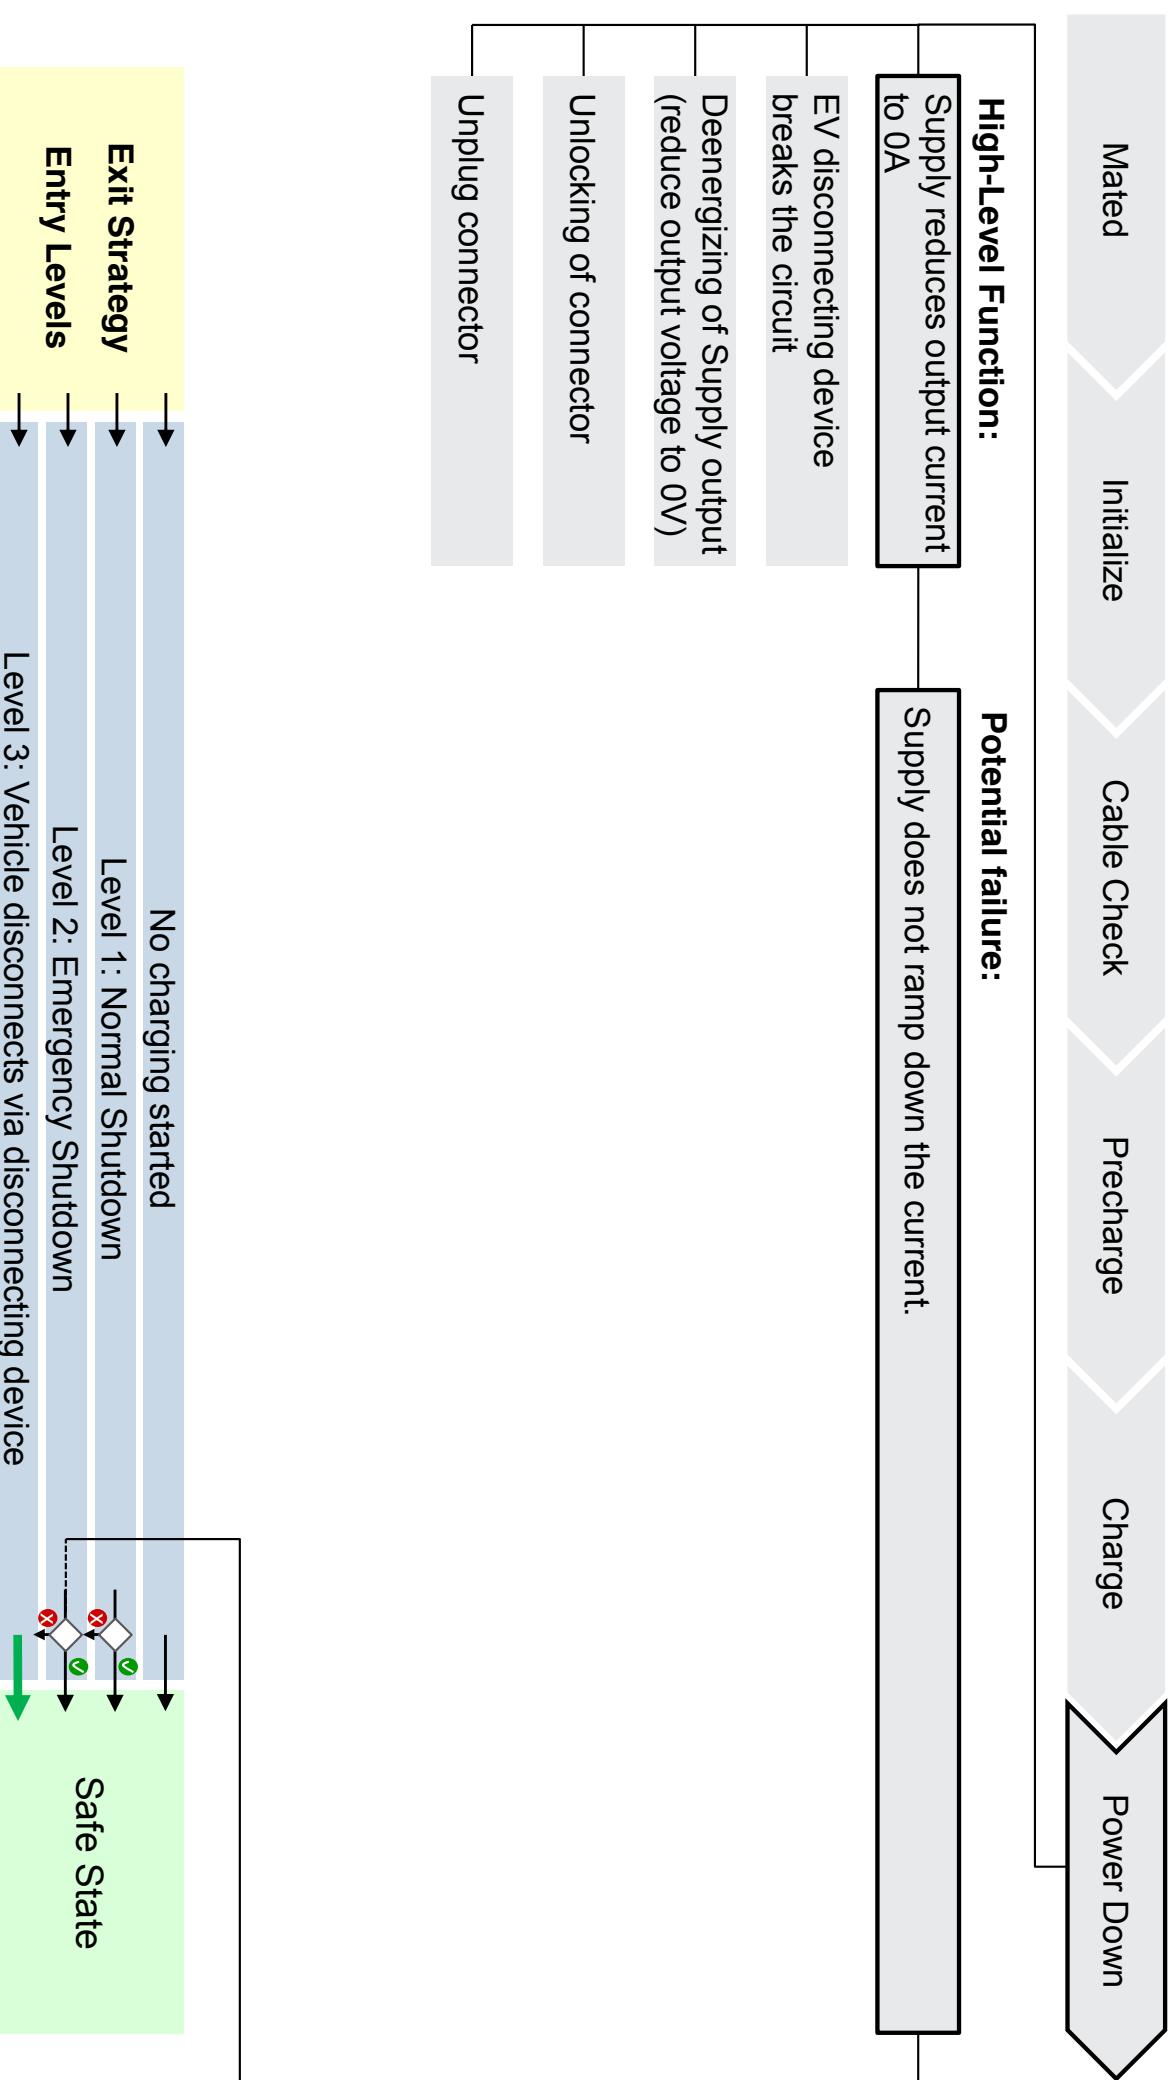 Mated
Initialize
Cable Check
Precharge
Charge
Power Down
High-Level Function:
Potential failure:
Supply reduces output current
to 0A
Supply does not ramp down the current.
EV disconnecting device
breaks the circuit
Deenergizing of Supply output
(reduce output voltage to 0V)
Unlocking of connector
Unplug connector
Exit Strategy
Entry Levels
No charging started
Level 1: Normal Shutdown
Level 2: Emergency Shutdown
Level 3: Vehicle disconnects via disconnecting device
Safe State